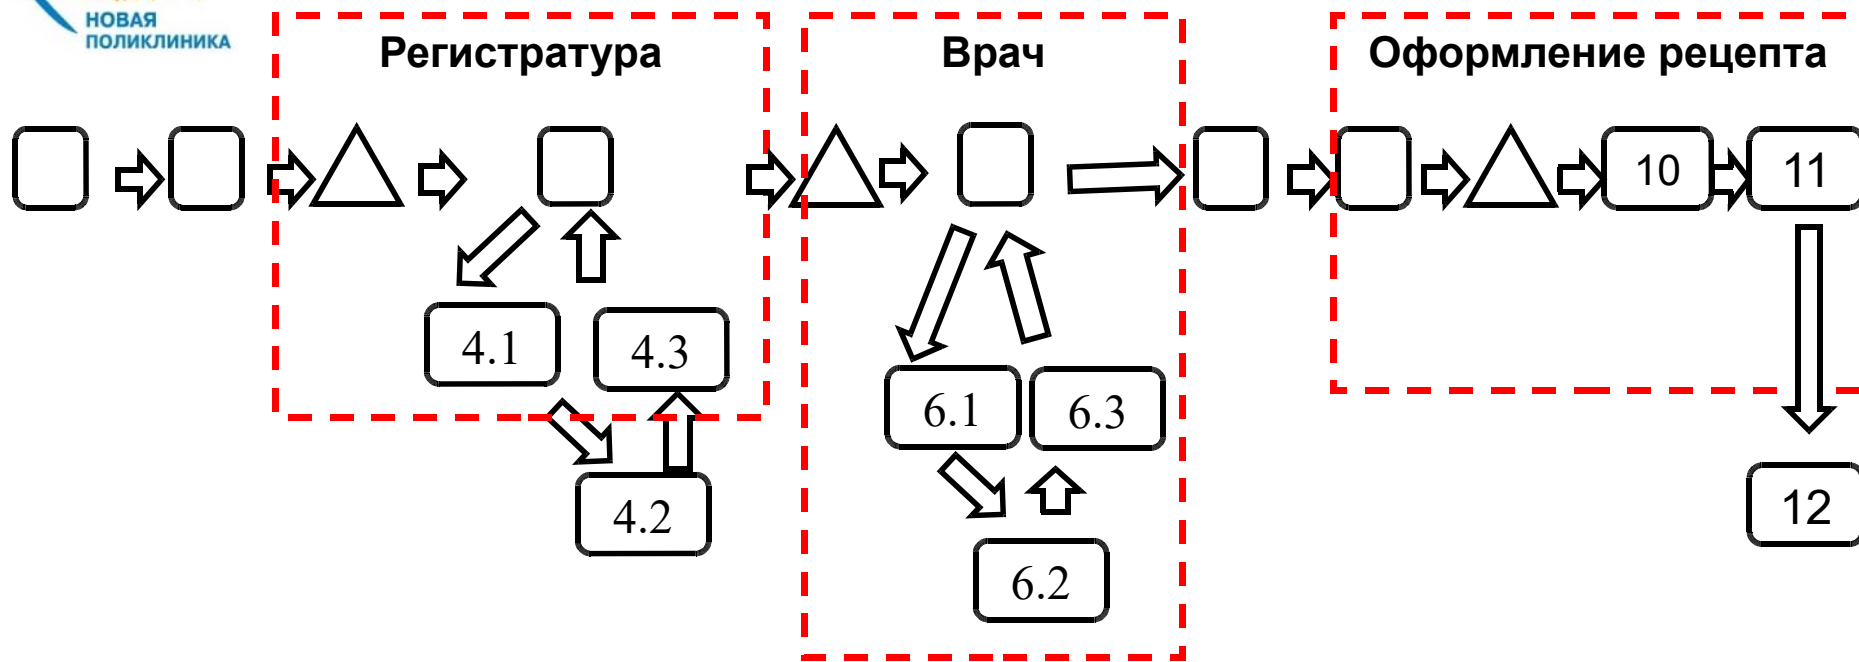 НОВАЯ
ПОЛИКЛИНИКА
Регистратура
Врач
Оформление рецепта
10
11
4.1
4.3
6.1
6.3
4.2
12
6.2